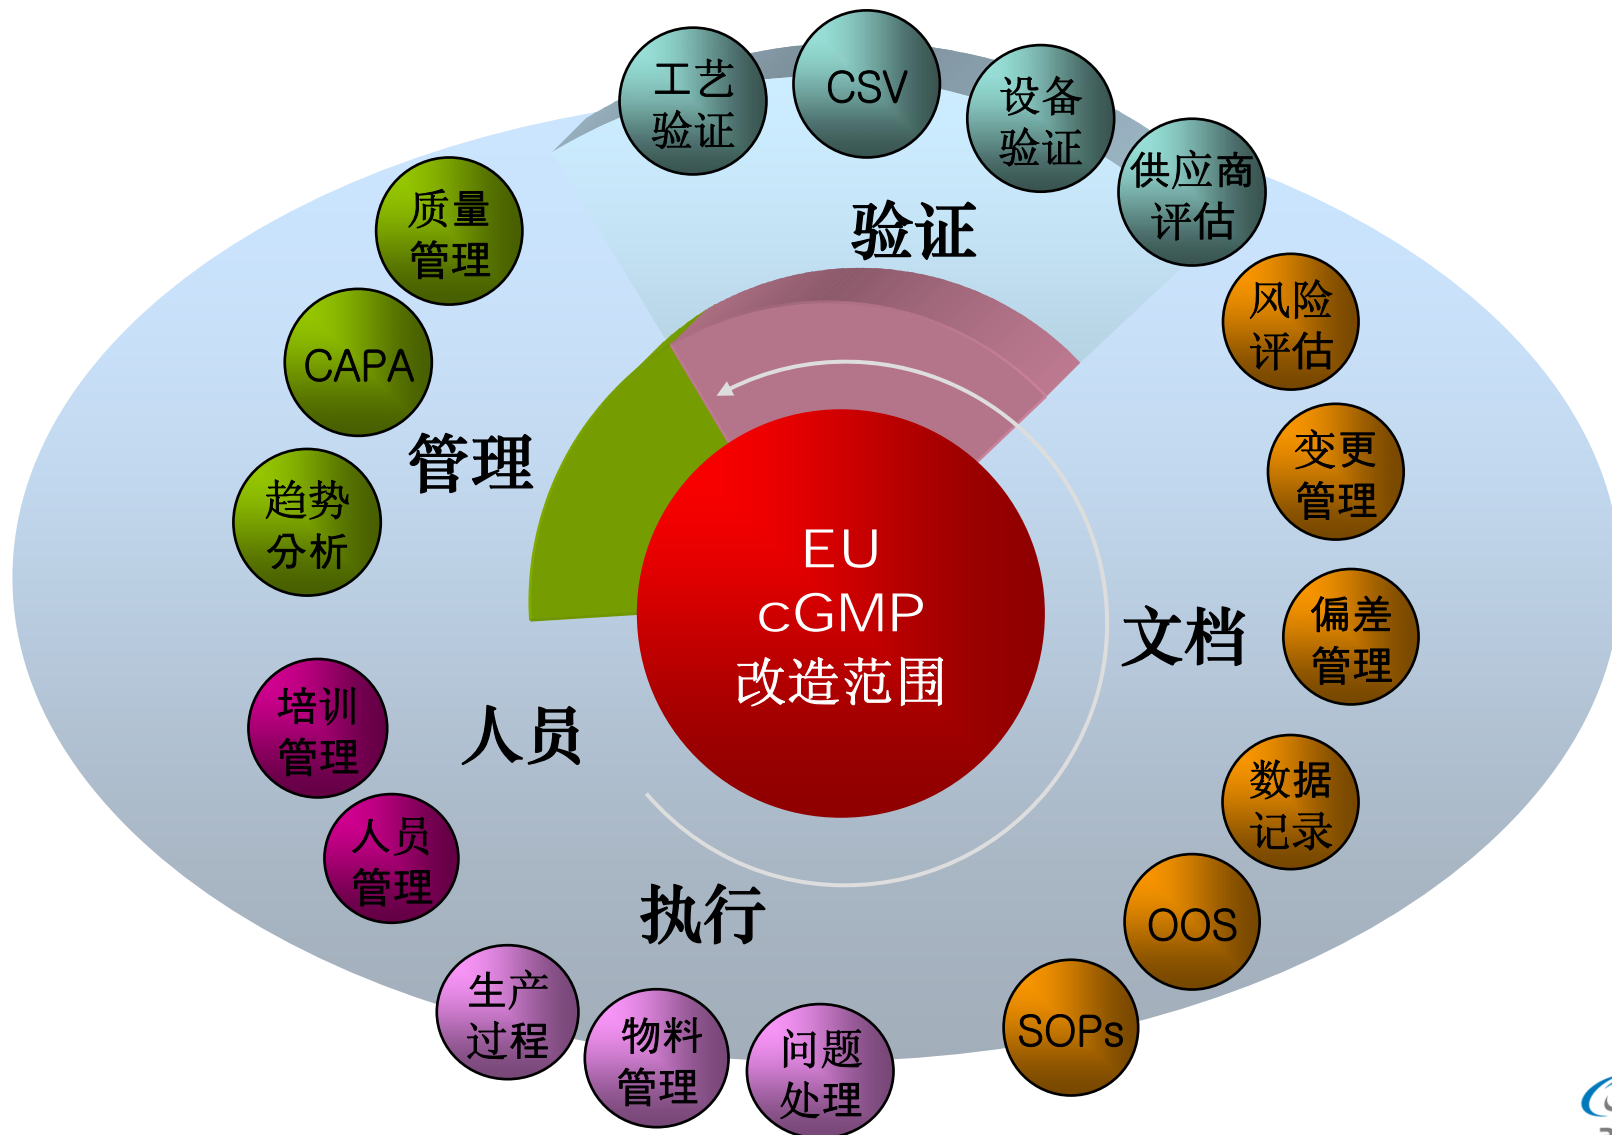 工艺
验证
CSV
设备
验证
供应商
评估
验证
质量
管理
CAPA
趋势
分析
管理
风险
评估
变更
管理
偏差
管理
数据
记录
OOS
SOPs
文档
EU
cGMP
改造范围
培训
管理
人员
管理
人员
执行
生产
过程
物料
管理
问题
处理